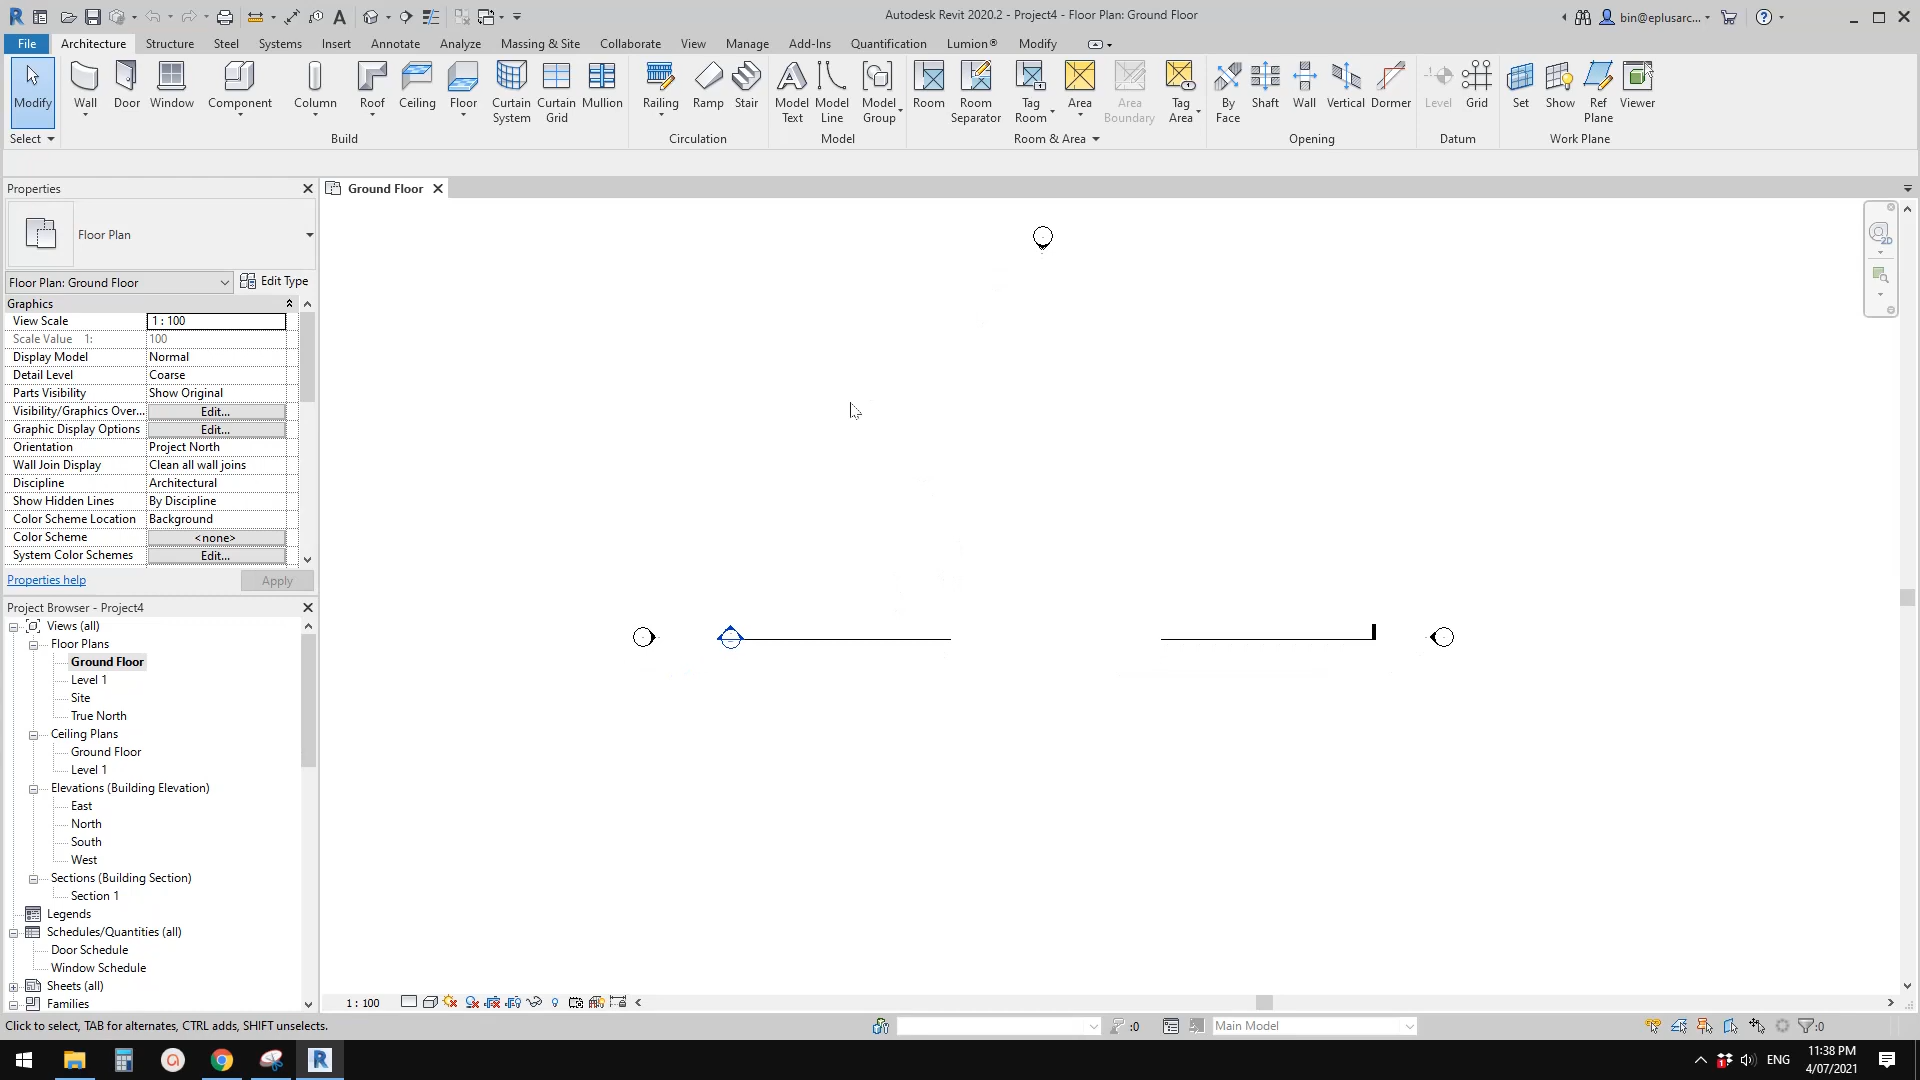 Autodesk Revit 2020.2 - Project4 - Floor Plan: Ground Floor
bin@eplusarc...
File Architecture Structure Steel Systems Insert Annotate Analyze Massing & Site Collaborate View Manage Add-Ins Quantification Lumion® Modify
Modify Wall Door Window Component Column Roof Ceiling Floor Curtain System Curtain Grid Mullion Railing Ramp Stair Model Text Model Line Model Group Room Room Separator Tag Room Area Area Boundary Tag Area By Face Shaft Wall Vertical Dormer Level Grid Set Show Ref Plane Viewer
Select Build Circulation Model Room & Area Opening Datum Work Plane
Properties
Ground Floor
Floor Plan
Floor Plan: Ground Floor Edit Type
Graphics
View Scale 1 : 100
Scale Value 1: 100
Display Model Normal
Detail Level Coarse
Parts Visibility Show Original
Visibility/Graphics Over... Edit...
Graphic Display Options Edit...
Orientation Project North
Wall Join Display Clean all wall joins
Discipline Architectural
Show Hidden Lines By Discipline
Color Scheme Location Background
Color Scheme <none>
System Color Schemes Edit...
Properties help Apply
Project Browser - Project4
Views (all)
Floor Plans
Ground Floor
Level 1
Site
True North
Ceiling Plans
Ground Floor
Level 1
Elevations (Building Elevation)
East
North
South
West
Sections (Building Section)
Section 1
Legends
Schedules/Quantities (all)
Door Schedule
Window Schedule
Sheets (all)
Families
2D
1 : 100
Click to select, TAB for alternates, CTRL adds, SHIFT unselects.
:0
Main Model
:0
ENG
11:38 PM
4/07/2021